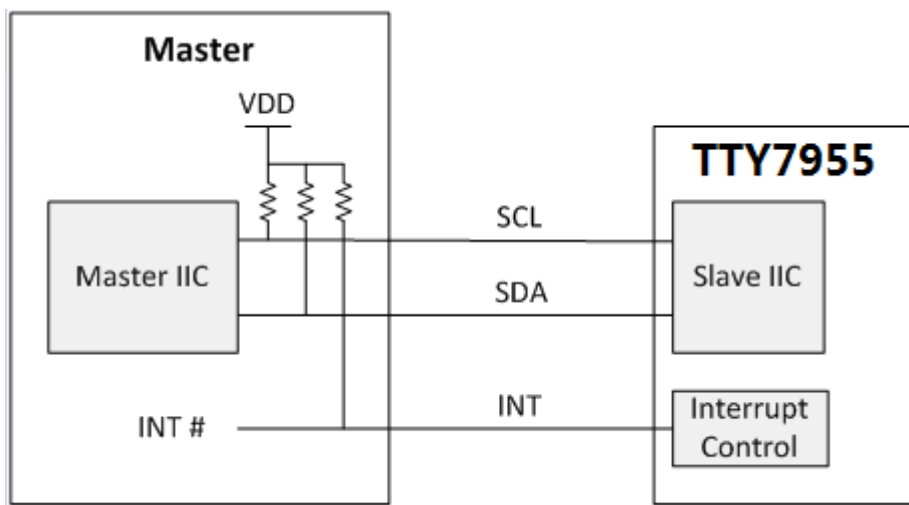 Master
VDD
TTY7955
SCL
Master IIC
Slave IIC
SDA
INT
INT #
Interrupt
Control